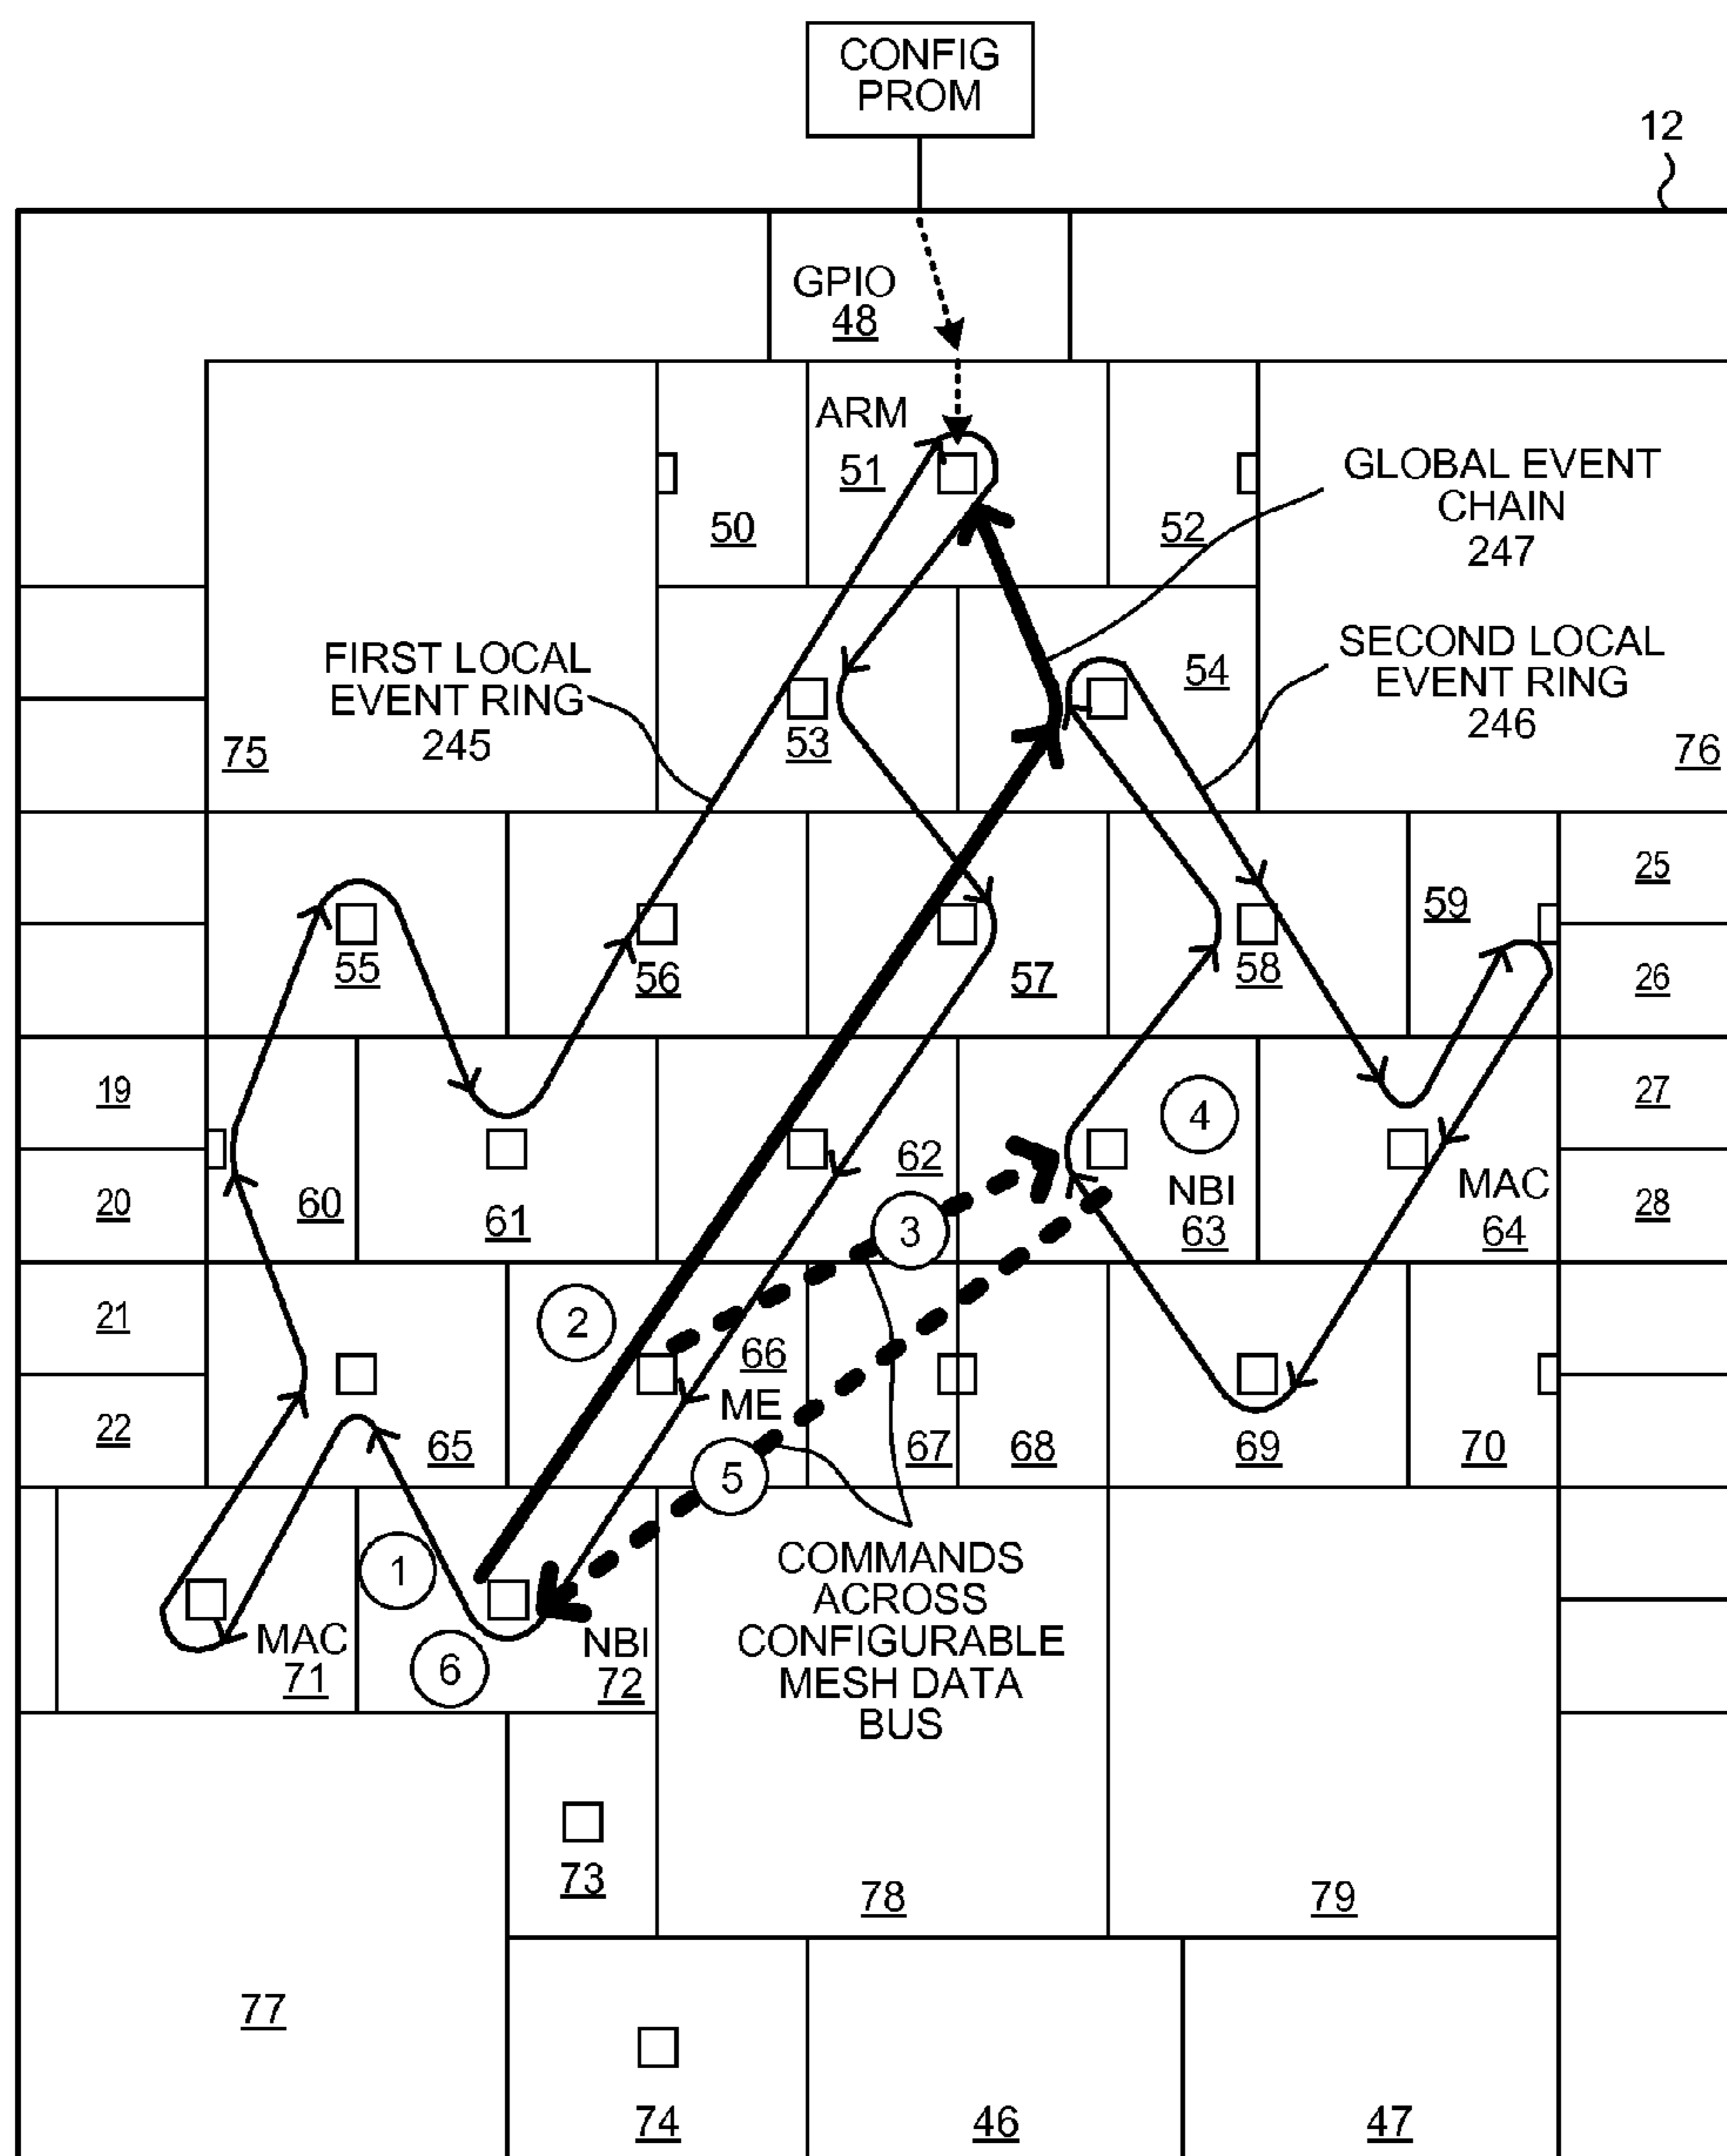 CONFIG
PROM
12
GPIO
48
ARM
51
50
52
GLOBAL EVENT
CHAIN
247
FIRST LOCAL
EVENT RING
245
75
53
54
SECOND LOCAL
EVENT RING
246
76
55
56
57
58
59
25
26
19
20
60
61
62
3
4
NBI
63
MAC
64
27
28
21
22
65
2
66
ME
5
67
68
69
70
1
MAC
71
6
NBI
72
COMMANDS
ACROSS
CONFIGURABLE
MESH DATA
BUS
73
78
79
77
74
46
47